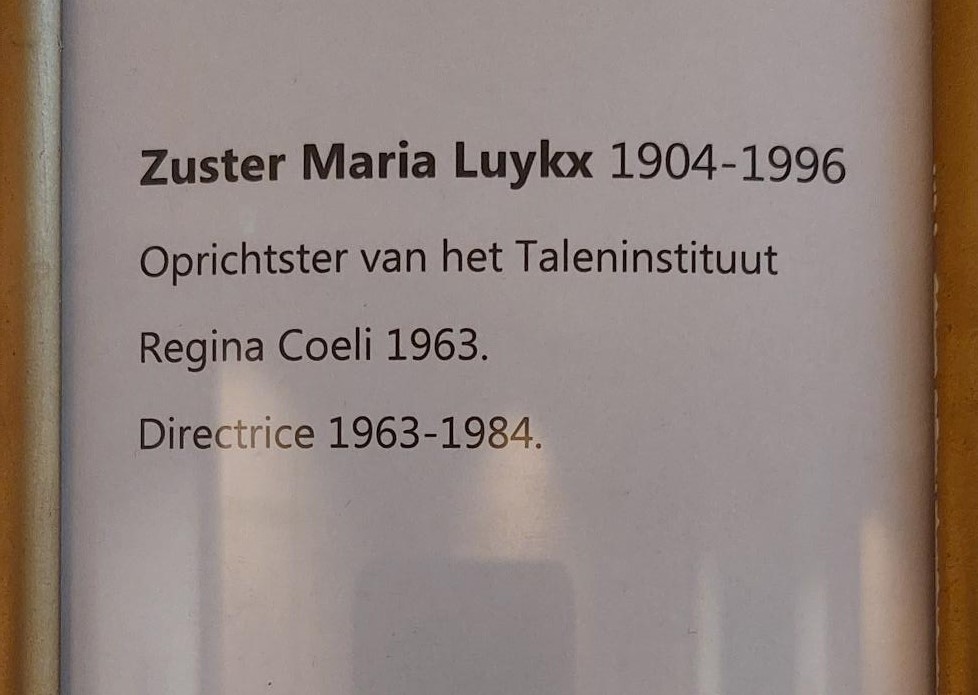 Zuster Maria Luykx 1904-1996
Oprichtster van het Taleninstituut
Regina Coeli 1963.
Directrice 1963-1984.